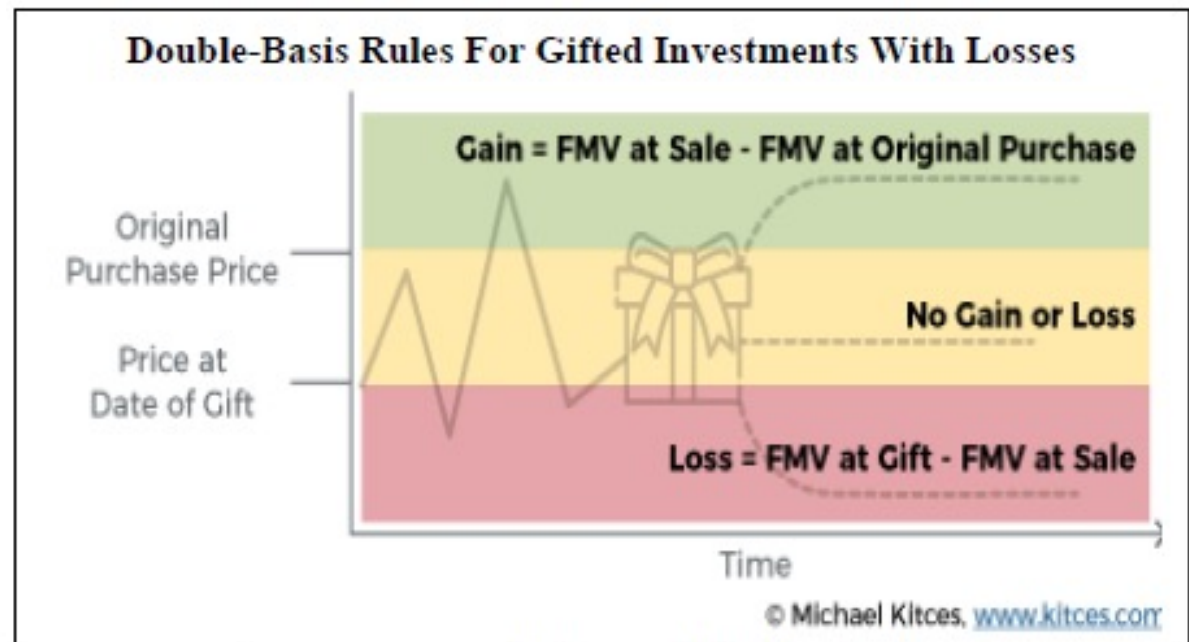 Double-Basis Rules For Gifted Investments With Losses
Gain = FMV at Sale - FMV at Original Purchase
Original
Purchase Price
No Gain or Loss
Price at
Date of Gift
Loss = FMV at Gift - FMV at Sale
Time
© Michael Kitces, www.kitces.com